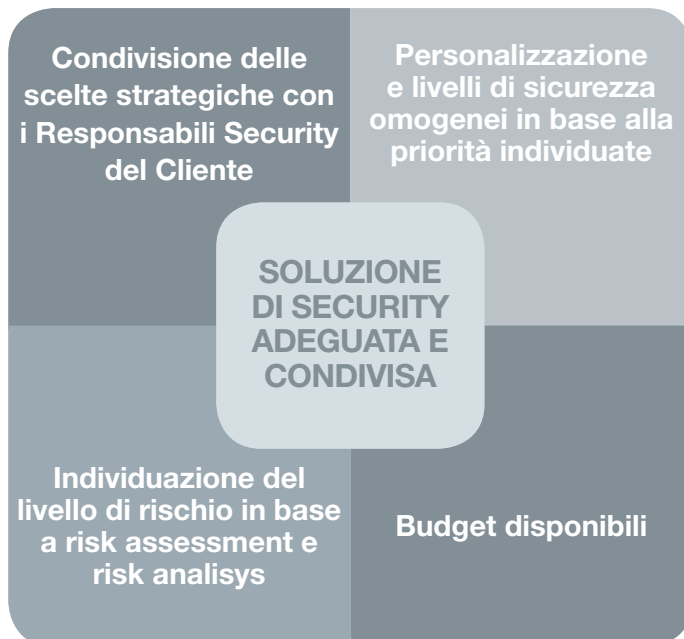 Condivisione delle
scelte strategiche con
i Responsabili Security
del Cliente
Personalizzazione
e livelli di sicurezza
omogenei in base alla
priorità individuate
SOLUZIONE
DI SECURITY
ADEGUATA E
CONDIVISA
Individuazione del
livello di rischio in base
a risk assessment e
risk analisys
Budget disponibili